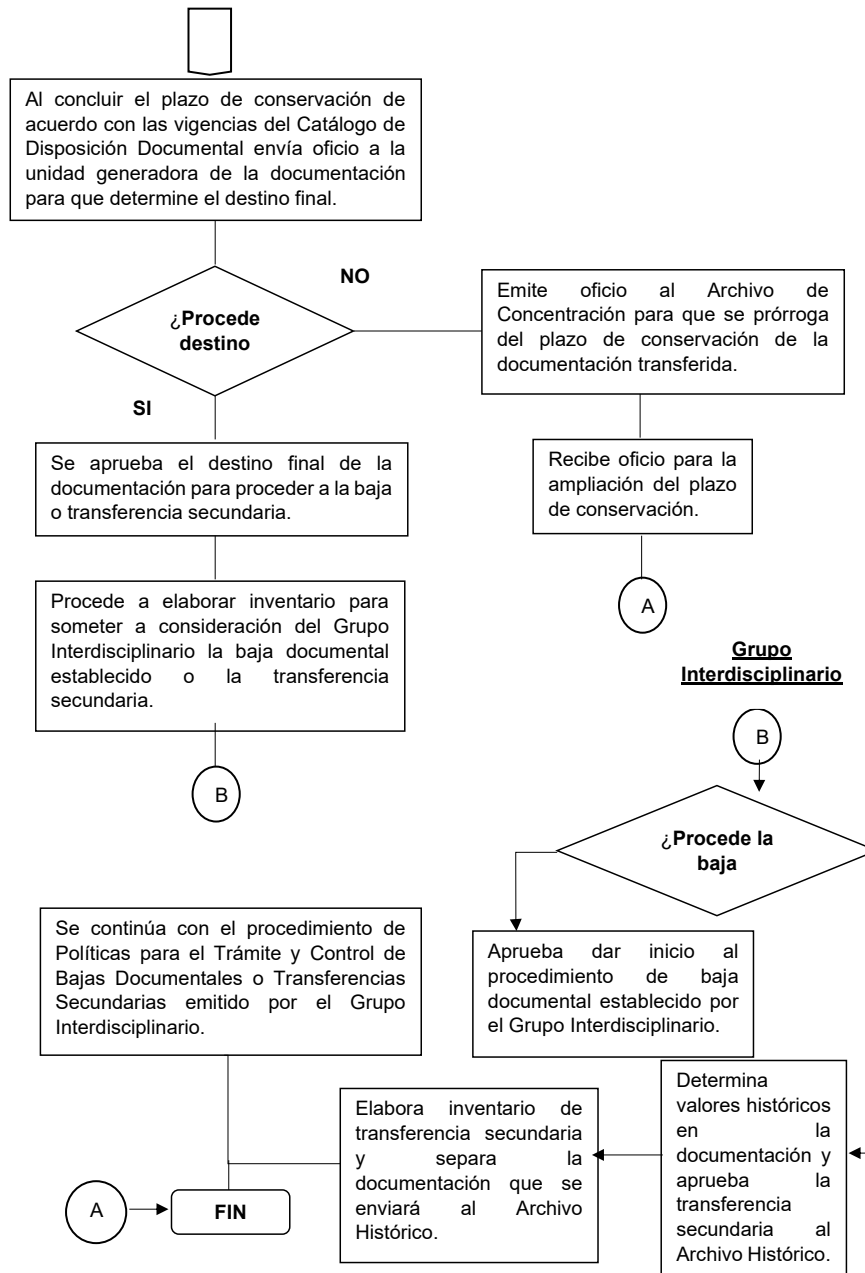 Al concluir el plazo de conservación de
acuerdo con las vigencias del Catálogo de
Disposición Documental envía oficio a la
unidad generadora de la documentación
para que determine el destino final.
NO
¿Procede
destino
Emite oficio al Archivo de
Concentración para que se prórroga
del plazo de conservación de la
documentación transferida.
SI
Se aprueba el destino final de la
documentación para proceder a la baja
o transferencia secundaria.
Recibe oficio para la
ampliación del plazo
de conservación.
A
Procede a elaborar inventario para
someter a consideración del Grupo
Interdisciplinario la baja documental
establecido o la transferencia
secundaria.
B
Grupo
Interdisciplinario
B
¿Procede la
baja
Aprueba dar inicio al
procedimiento de baja
documental establecido por
el Grupo Interdisciplinario.
Se continúa con el procedimiento de
Políticas para el Trámite y Control de
Bajas Documentales o Transferencias
Secundarias emitido por el Grupo
Interdisciplinario.
Determina
valores históricos
en la
documentación y
aprueba la
transferencia
secundaria al
Archivo Histórico.
Elabora inventario de
transferencia secundaria
y separa la
documentación que se
enviará al Archivo
Histórico.
A
FIN